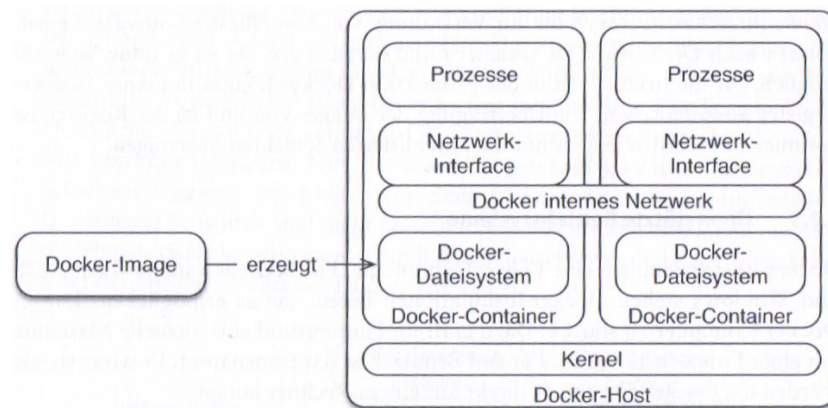 Prozesse
Prozesse
Netzwerk-
Interface
Netzwerk-
Interface
Docker internes Netzwerk
Docker-Image
erzeugt
Docker-
Dateisystem
Docker-
Dateisystem
Docker-Container
Docker-Container
Kernel
Docker-Host